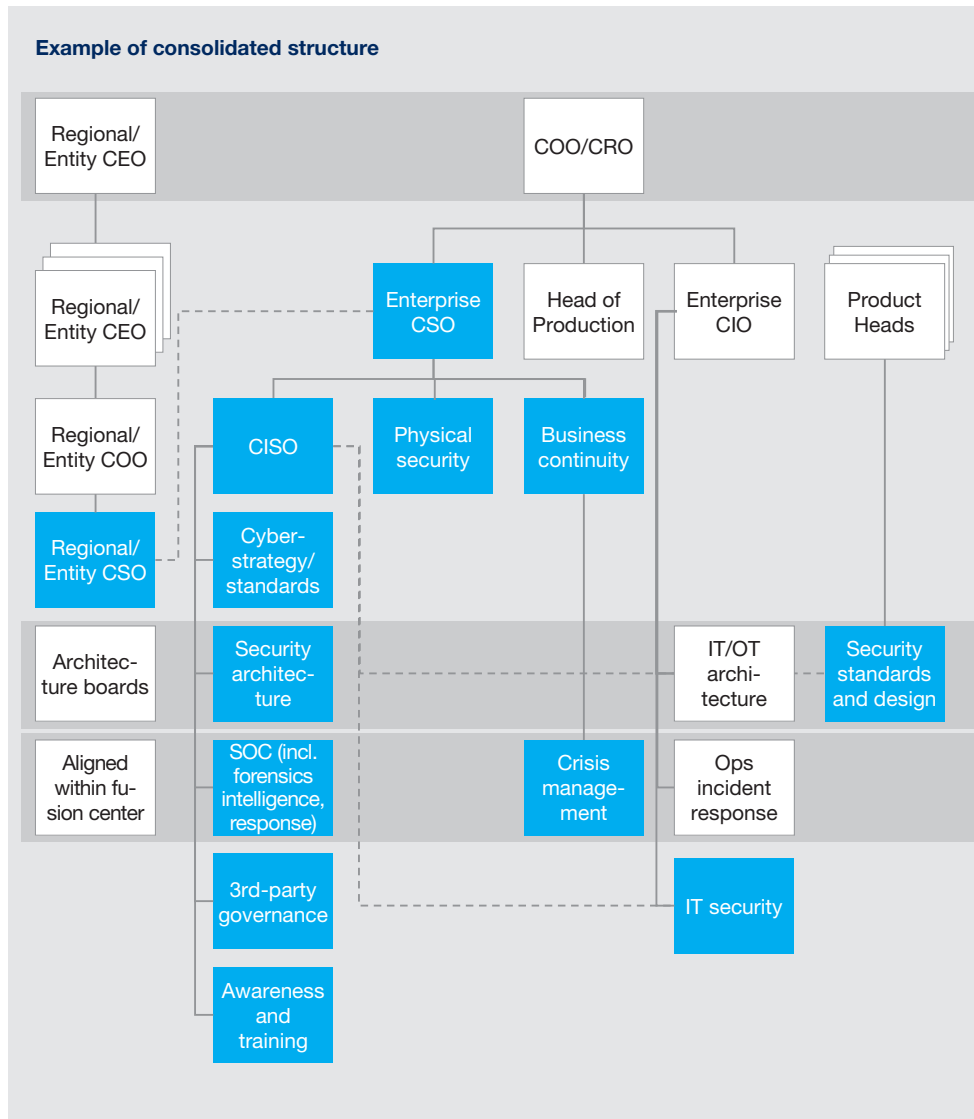 Example of consolidated structure
Regional/
Entity CEO
COO/CRO
Regional/
Entity CEO
Enterprise
CSO
Head of
Production
Enterprise
CIO
Product
Heads
Regional/
Entity COO
CISO
Physical
security
Business
continuity
Regional/
Entity CSO
Cyber-
strategy/
standards
Architec-
ture boards
Security
architec-
ture
IT/OT
archi-
tecture
Security
standards
and design
Aligned
within fu-
sion center
SOC (incl.
forensics
intelligence,
response)
Crisis
manage-
ment
Ops
incident
response
3rd-party
governance
IT security
Awareness
and
training